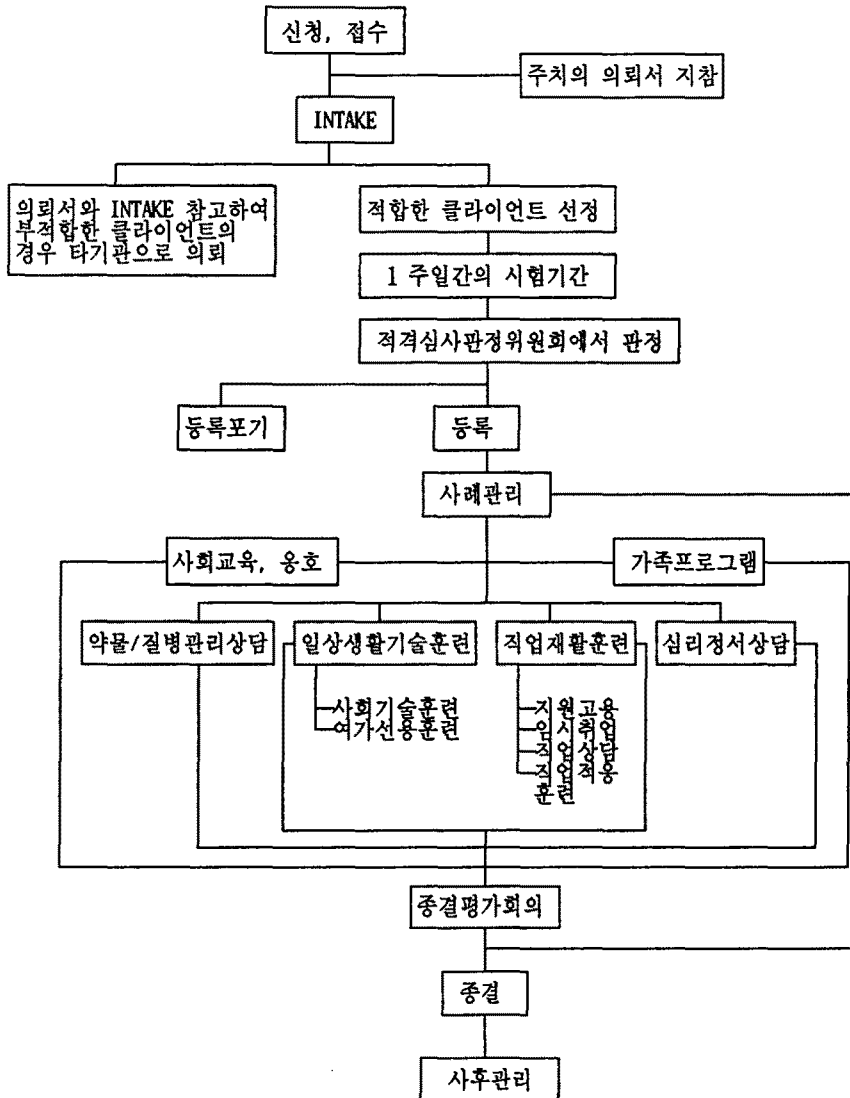 신청, 접수
주치의 의뢰서 지참
INTAKE
의뢰서와 INTAKE 참고하여
부적합한 클라이언트의
경우 타기관으로 의뢰
적합한 클라이언트 선정
1 주일간의 시험기간
적격심사판정위원회에서 판정
등록포기
등록
사례관리
사회교육, 옹호
가족프로그램
약물/질병관리상담
일상생활기술훈련
직업재활훈련
심리정서상담
사회기술훈련
여가선용훈련
지원고용
임시취업
직업상담
직업적응
훈련
종결평가회의
종결
사후관리